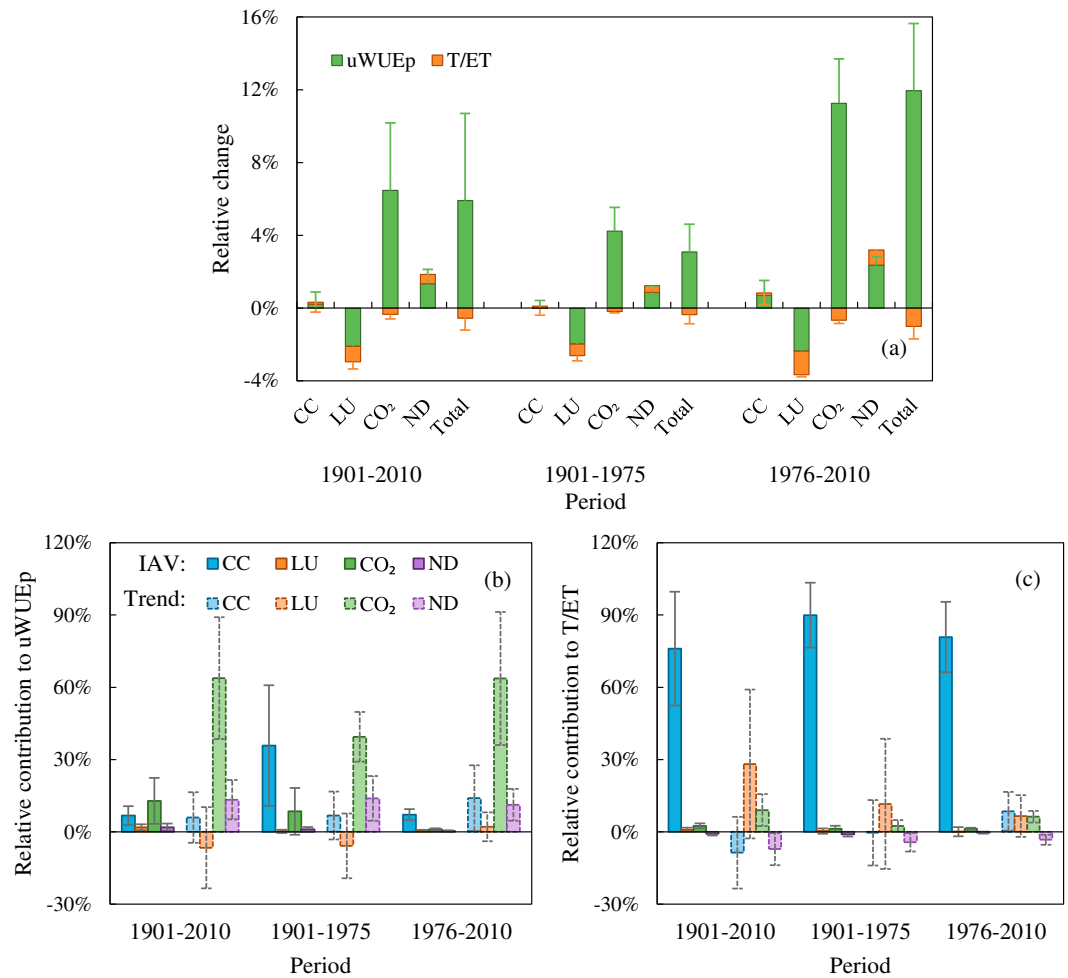 16%
12%
8%
4%
0%
-4%
Relative change
uWUEp T/ET
(a)
CC LU CO₂ ND Total CC LU CO₂ ND Total CC LU CO₂ ND Total
1901-2010 1901-1975 1976-2010
Period
120%
90%
60%
30%
0%
-30%
Relative contribution to uWUEp
IAV: CC LU CO₂ ND
Trend: CC LU CO₂ ND
(b)
1901-2010 1901-1975 1976-2010
Period
120%
90%
60%
30%
0%
-30%
Relative contribution to T/ET
(c)
1901-2010 1901-1975 1976-2010
Period